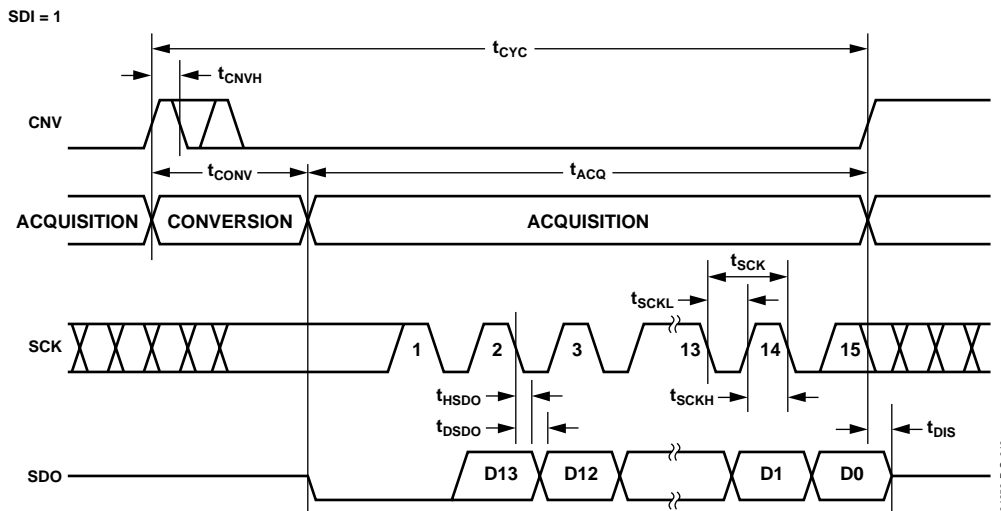 SDI = 1
tCYC
tCNVH
CNV
tCONV
tACQ
ACQUISITION
CONVERSION
ACQUISITION
tSCK
tSCKL
SCK
1
2
3
13
14
15
tHSDO
tSCKH
tDSDO
tDIS
SDO
D13
D12
D1
D0